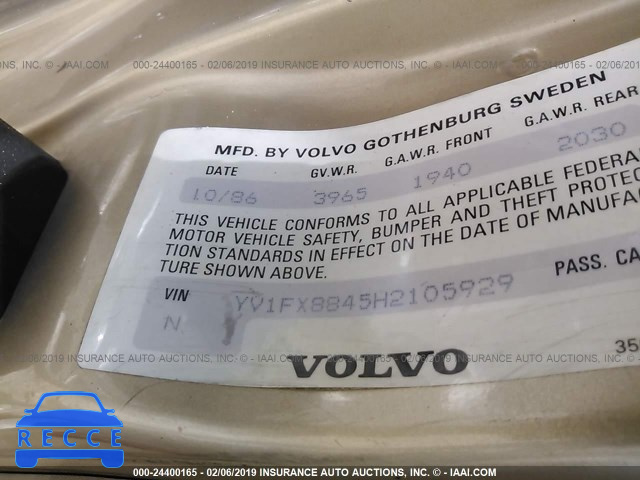 000-24400165 - 02/06/2019 INSURANCE AUTO AUCTIONS, INC. - © IAAI.COM
MFD. BY VOLVO GOTHENBURG SWEDEN
DATE GV.W.R. G.A.W.R. FRONT G.A.W.R. REAR
10/86 3965 1940 2030
THIS VEHICLE CONFORMS TO ALL APPLICABLE FEDERAL
MOTOR VEHICLE SAFETY, BUMPER AND THEFT PROTEC
TION STANDARDS IN EFFECT ON THE DATE OF MANUFAC
TURE SHOWN ABOVE.
VIN YV1FX8845H2105929 PASS. CA
N
VOLVO
35
RECCE
000-24400165 - 02/06/2019 INSURANCE AUTO AUCTIONS, INC. - © IAAI.COM